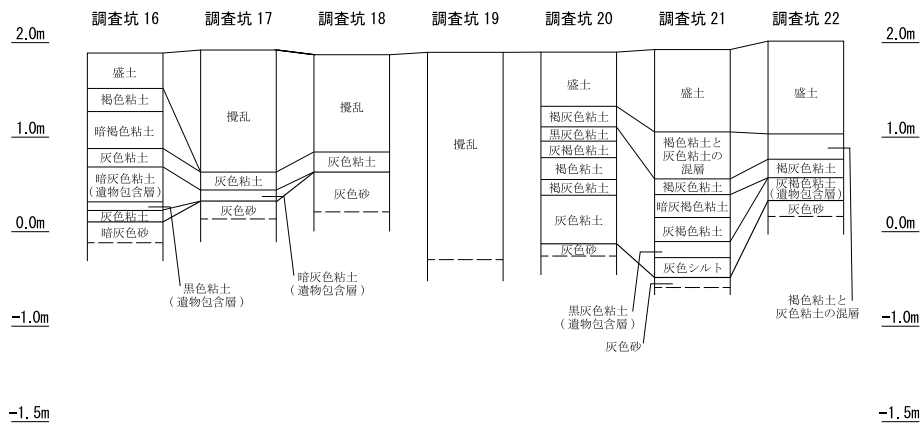 調査坑 16 調査坑 17 調査坑 18 調査坑 19 調査坑 20 調査坑 21 調査坑 22
2.0m
1.0m
0.0m
-1.0m
-1.5m
盛土
褐色粘土
暗褐色粘土
灰色粘土
暗灰色粘土
(遺物包含層)
灰色粘土
暗灰色砂
黒色粘土
(遺物包含層)
攪乱
灰色粘土
灰色砂
暗灰色粘土
(遺物包含層)
攪乱
灰色粘土
灰色砂
攪乱
盛土
褐灰色粘土
黒灰色粘土
灰褐色粘土
褐色粘土
褐灰色粘土
灰色粘土
灰色砂
盛土
褐色粘土と
灰色粘土の
混層
褐灰色粘土
暗灰褐色粘土
灰褐色粘土
灰色シルト
黒灰色粘土
(遺物包含層)
灰色砂
盛土
褐灰色粘土
灰褐色粘土
(遺物包含層)
灰色砂
褐色粘土と
灰色粘土の混層
2.0m
1.0m
0.0m
-1.0m
-1.5m